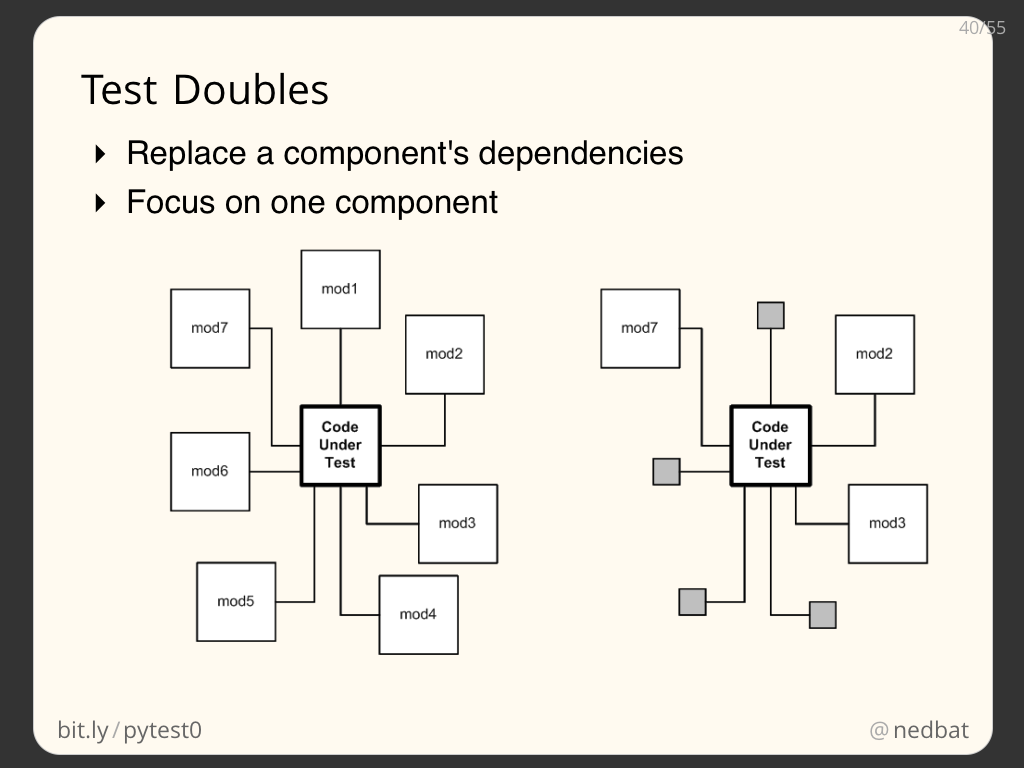 40/55
Test Doubles
Replace a component's dependencies
Focus on one component
mod1
mod7
mod2
Code
Under
Test
mod6
mod3
mod5
mod4
mod7
mod2
Code
Under
Test
mod3
bit.ly/pytest0
@nedbat